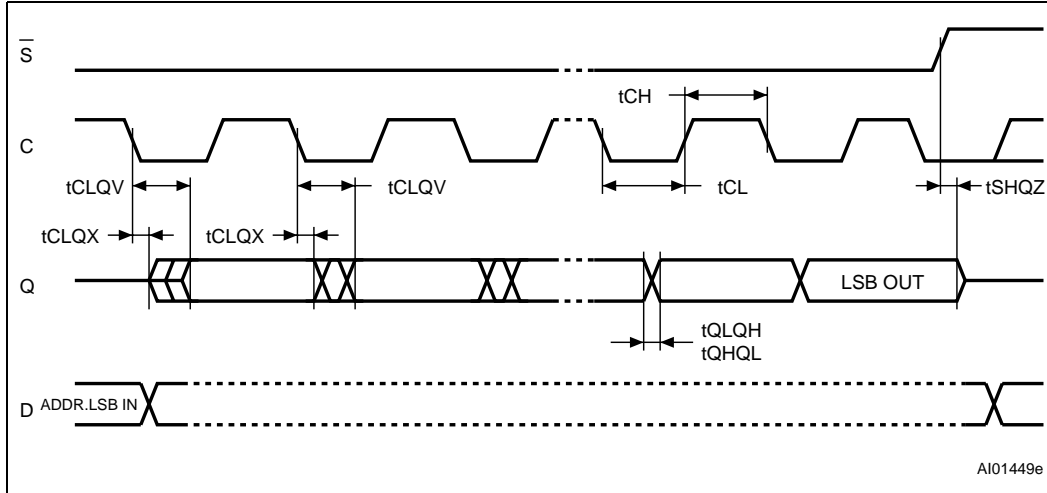 S
tCH
C
tCLQV
tCLQV
tCL
tSHQZ
tCLQX
tCLQX
Q
LSB OUT
tQLQH
tQHQL
D
ADDR.LSB IN
AI01449e